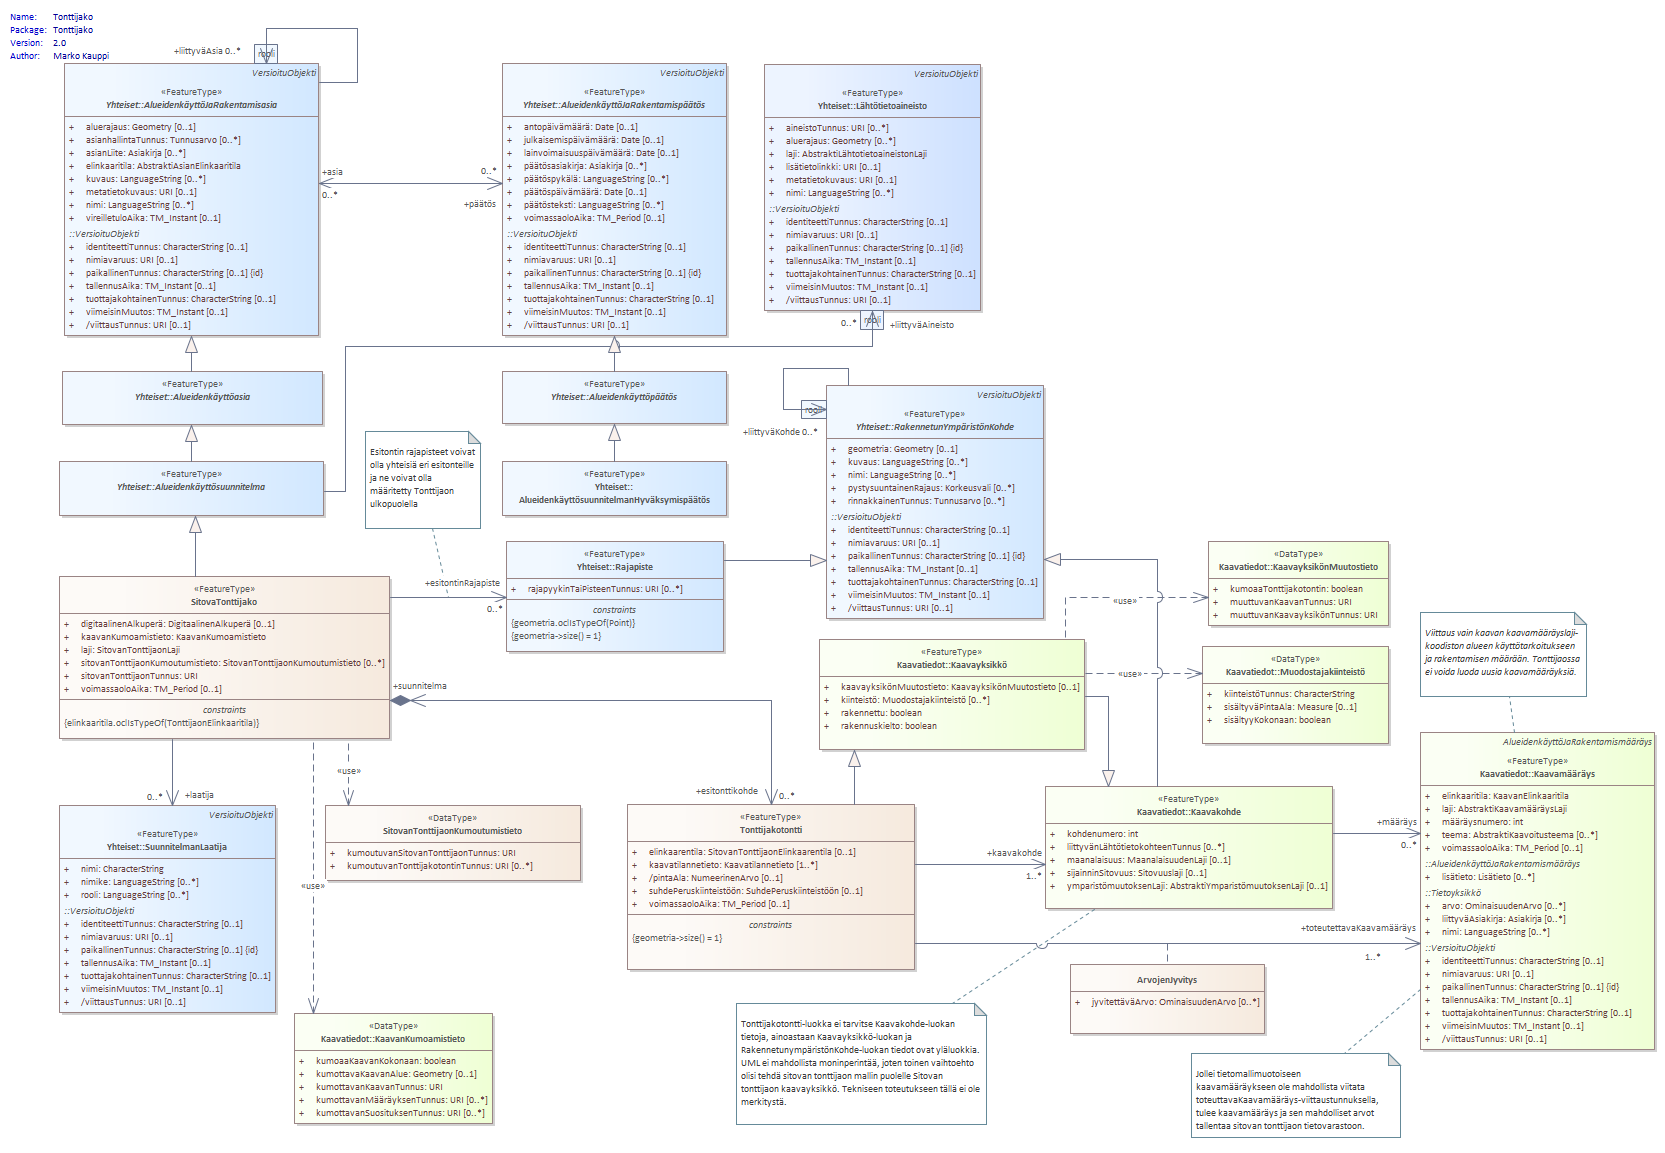 Name: Tonttijako
Package: Tonttijako
Version: 2.0
Author: Marko Kauppi
+liittyväAsia 0..*
rooli
VersioituObjekti
«FeatureType»
Yhteiset::AlueidenkäyttöJaRakentamisasia
+ aluerajaus: Geometry [0..1]
+ asianhallintaTunnus: Tunnusarvo [0..*]
+ asianLiite: Asiakirja [0..*]
+ elinkaaritila: AbstraktiAsianElinkaaritila
+ kuvaus: LanguageString [0..*]
+ metatietokuvaus: URI [0..1]
+ nimi: LanguageString [0..*]
+ vireilletuloAika: TM_Instant [0..1]
::VersioituObjekti
+ identiteettiTunnus: CharacterString [0..1]
+ nimiavaruus: URI [0..1]
+ paikallinenTunnus: CharacterString [0..1] {id}
+ tallennusAika: TM_Instant [0..1]
+ tuottajakohtainenTunnus: CharacterString [0..1]
+ viimeisinMuutos: TM_Instant [0..1]
+ /viittausTunnus: URI [0..1]
+asia
0..*
0..*
+päätös
VersioituObjekti
«FeatureType»
Yhteiset::AlueidenkäyttöJaRakentamispäätös
+ antopäivämäärä: Date [0..1]
+ julkaisemispäivämäärä: Date [0..1]
+ lainvoimaisuuspäivämäärä: Date [0..1]
+ päätösasiakirja: Asiakirja [0..*]
+ päätöspykälä: LanguageString [0..*]
+ päätöspäivämäärä: Date [0..1]
+ päätösteksti: LanguageString [0..*]
+ voimassaoloAika: TM_Period [0..1]
::VersioituObjekti
+ identiteettiTunnus: CharacterString [0..1]
+ nimiavaruus: URI [0..1]
+ paikallinenTunnus: CharacterString [0..1] {id}
+ tallennusAika: TM_Instant [0..1]
+ tuottajakohtainenTunnus: CharacterString [0..1]
+ viimeisinMuutos: TM_Instant [0..1]
+ /viittausTunnus: URI [0..1]
VersioituObjekti
«FeatureType»
Yhteiset::Lähtötietoaineisto
+ aineistoTunnus: URI [0..*]
+ aluerajaus: Geometry [0..*]
+ laji: AbstraktiLähtötietoaineistonLaji
+ lisätietolinkki: URI [0..1]
+ metatietokuvaus: URI [0..1]
+ nimi: LanguageString [0..*]
::VersioituObjekti
+ identiteettiTunnus: CharacterString [0..1]
+ nimiavaruus: URI [0..1]
+ paikallinenTunnus: CharacterString [0..1] {id}
+ tallennusAika: TM_Instant [0..1]
+ tuottajakohtainenTunnus: CharacterString [0..1]
+ viimeisinMuutos: TM_Instant [0..1]
+ /viittausTunnus: URI [0..1]
0..*
rooli
+liittyväAineisto
«FeatureType»
Yhteiset::Alueidenkäyttöasia
«FeatureType»
Yhteiset::Alueidenkäyttöpäätös
«FeatureType»
Yhteiset::Alueidenkäyttösuunnitelma
«FeatureType»
Yhteiset::
AlueidenkäyttösuunnitelmanHyväksymispäätös
Esitontin rajapisteet voivat
olla yhteisiä eri esitonteille
ja ne voivat olla
määritetty Tonttijaon
ulkopuolella
rooli
+liittyväKohde 0..*
VersioituObjekti
«FeatureType»
Yhteiset::RakennetunYmpäristönKohde
+ geometria: Geometry [0..1]
+ kuvaus: LanguageString [0..*]
+ nimi: LanguageString [0..*]
+ pystysuuntainenRajaus: Korkeusvali [0..*]
+ rinnakkainenTunnus: Tunnusarvo [0..*]
::VersioituObjekti
+ identiteettiTunnus: CharacterString [0..1]
+ nimiavaruus: URI [0..1]
+ paikallinenTunnus: CharacterString [0..1] {id}
+ tallennusAika: TM_Instant [0..1]
+ tuottajakohtainenTunnus: CharacterString [0..1]
+ viimeisinMuutos: TM_Instant [0..1]
+ /viittausTunnus: URI [0..1]
«FeatureType»
Yhteiset::Rajapiste
+ rajapyykinTaiPisteenTunnus: URI [0..*]
constraints
{geometria.oclIsTypeOf(Point)}
{geometria->size() = 1}
+esitontinRajapiste
0..*
«FeatureType»
SitovaTonttijako
+ digitaalinenAlkuperä: DigitaalinenAlkuperä [0..1]
+ kaavanKumoamistieto: KaavanKumoamistieto
+ laji: SitovanTonttijaonLaji
+ sitovanTonttijaonKumoutumistieto: SitovanTonttijaonKumoutumistieto [0..*]
+ sitovanTonttijaonTunnus: URI
+ voimassaoloAika: TM_Period [0..1]
constraints
{elinkaaritila.oclIsTypeOf(TonttijaonElinkaaritila)}
+suunnitelma
«use»
«DataType»
Kaavatiedot::KaavayksikönMuutostieto
+ kumoaaTonttijakotontin: boolean
+ muuttuvanKaavanTunnus: URI
+ muuttuvanKaavayksikönTunnus: URI
Viittaus vain kaavan kaavamääräyslaji-
koodiston alueen käyttötarkoitukseen
ja rakentamisen määrään. Tonttijaossa
ei voida luoda uusia kaavamääräyksiä.
«FeatureType»
Kaavatiedot::Kaavayksikkö
+ kaavayksikönMuutostieto: KaavayksikönMuutostieto [0..1]
+ kiinteistö: Muodostajakiinteistö [0..*]
+ rakennettu: boolean
+ rakennuskielto: boolean
«use»
«DataType»
Kaavatiedot::Muodostajakiinteistö
+ kiinteistöTunnus: CharacterString
+ sisältyväPintaAla: Measure [0..1]
+ sisältyyKokonaan: boolean
0..*
+laatija
«use»
«use»
VersioituObjekti
«FeatureType»
Yhteiset::SuunnitelmanLaatija
+ nimi: CharacterString
+ nimike: LanguageString [0..*]
+ rooli: LanguageString [0..*]
::VersioituObjekti
+ identiteettiTunnus: CharacterString [0..1]
+ nimiavaruus: URI [0..1]
+ paikallinenTunnus: CharacterString [0..1] {id}
+ tallennusAika: TM_Instant [0..1]
+ tuottajakohtainenTunnus: CharacterString [0..1]
+ viimeisinMuutos: TM_Instant [0..1]
+ /viittausTunnus: URI [0..1]
«DataType»
SitovanTonttijaonKumoutumistieto
+ kumoutuvanSitovanTonttijaonTunnus: URI
+ kumoutuvanTonttijakotontinTunnus: URI [0..*]
+esitonttikohde
0..*
«FeatureType»
Tonttijakotontti
+ elinkaarentila: SitovanTonttijaonElinkaarentila [0..1]
+ kaavatilannetieto: Kaavatilannetieto [1..*]
+ /pintaAla: NumeerinenArvo [0..1]
+ suhdePeruskiinteistöön: SuhdePeruskiinteistöön [0..1]
+ voimassaoloAika: TM_Period [0..1]
constraints
{geometria->size() = 1}
+kaavakohde
1..*
«FeatureType»
Kaavatiedot::Kaavakohde
+ kohdenumero: int
+ liittyvänLähtötietokohteenTunnus [0..*]
+ maanalaisuus: MaanalaisuudenLaji [0..1]
+ sijainninSitovuus: Sitovuuslaji [0..1]
+ ymparistömuutoksenLaji: AbstraktiYmparistömuutoksenLaji [0..1]
+määräys
0..*
AlueidenkäyttöJaRakentamismääräys
«FeatureType»
Kaavatiedot::Kaavamääräys
+ elinkaaritila: KaavanElinkaaritila
+ laji: AbstraktiKaavamääräysLaji
+ määräysnumero: int
+ teema: AbstraktiKaavoitusteema [0..*]
+ voimassaoloAika: TM_Period [0..1]
::AlueidenkäyttöJaRakentamismääräys
+ lisätieto: Lisätieto [0..*]
::Tietoyksikkö
+ arvo: OminaisuudenArvo [0..*]
+ liittyväAsiakirja: Asiakirja [0..*]
+ nimi: LanguageString [0..*]
::VersioituObjekti
+ identiteettiTunnus: CharacterString [0..1]
+ nimiavaruus: URI [0..1]
+ paikallinenTunnus: CharacterString [0..1] {id}
+ tallennusAika: TM_Instant [0..1]
+ tuottajakohtainenTunnus: CharacterString [0..1]
+ viimeisinMuutos: TM_Instant [0..1]
+ /viittausTunnus: URI [0..1]
+toteutettavaKaavamääräys
1..*
ArvojenJyvitys
+ jyvitettäväArvo: OminaisuudenArvo [0..*]
«DataType»
Kaavatiedot::KaavanKumoamistieto
+ kumoaaKaavanKokonaan: boolean
+ kumottavaKaavanAlue: Geometry [0..1]
+ kumottavanKaavanTunnus: URI
+ kumottavanMääräyksenTunnus: URI [0..*]
+ kumottavanSuosituksenTunnus: URI [0..*]
Tonttijakotontti-luokka ei tarvitse Kaavakohde-luokan
tietoja, ainoastaan Kaavayksikkö-luokan ja
RakennetunympäristönKohde-luokan tiedot ovat yläluokkia.
UML ei mahdollista moninperintää, joten toinen vaihtoehto
olisi tehdä sitovan tonttijaon mallin puolelle Sitovan
tonttijaon kaavayksikkö. Tekniseen toteutukseen tällä ei ole
merkitystä.
Jollei tietomallimuotoiseen
kaavamääräykseen ole mahdollista viitata
toteuttavaKaavamääräys-viittaustunnuksella,
tulee kaavamääräys ja sen mahdolliset arvot
tallentaa sitovan tonttijaon tietovarastoon.